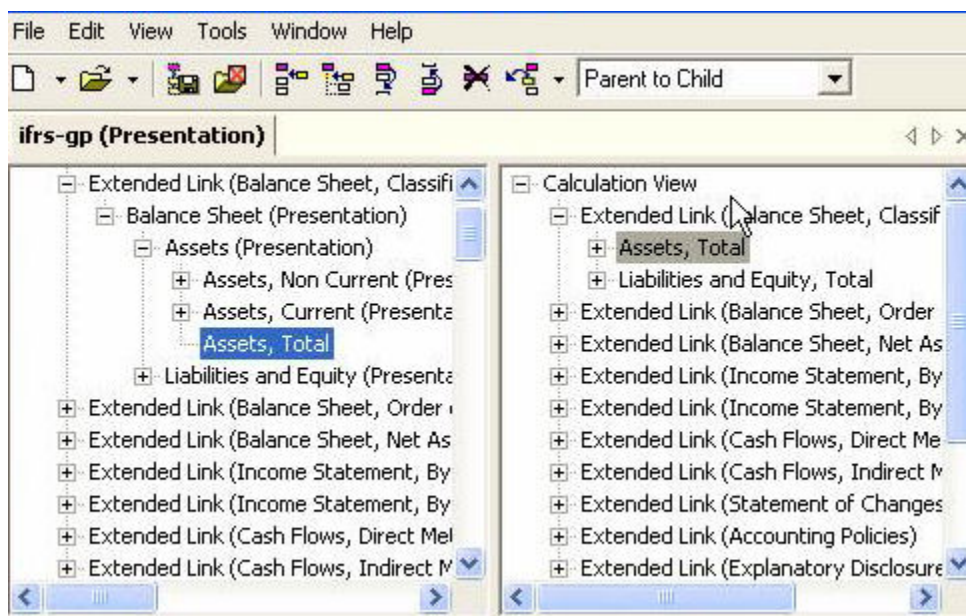 File Edit View Tools Window Help
Parent to Child
ifrs-gp (Presentation)
Extended Link (Balance Sheet, Classifi
Balance Sheet (Presentation)
Assets (Presentation)
Assets, Non Current (Pres
Assets, Current (Presenta
Assets, Total
Liabilities and Equity (Presenta
Extended Link (Balance Sheet, Order
Extended Link (Balance Sheet, Net As
Extended Link (Income Statement, By
Extended Link (Income Statement, By
Extended Link (Cash Flows, Direct Met
Extended Link (Cash Flows, Indirect M
Calculation View
Extended Link (Balance Sheet, Classif
Assets, Total
Liabilities and Equity, Total
Extended Link (Balance Sheet, Order
Extended Link (Balance Sheet, Net As
Extended Link (Income Statement, By
Extended Link (Income Statement, By
Extended Link (Cash Flows, Direct Me
Extended Link (Cash Flows, Indirect M
Extended Link (Statement of Changes
Extended Link (Accounting Policies)
Extended Link (Explanatory Disclosure